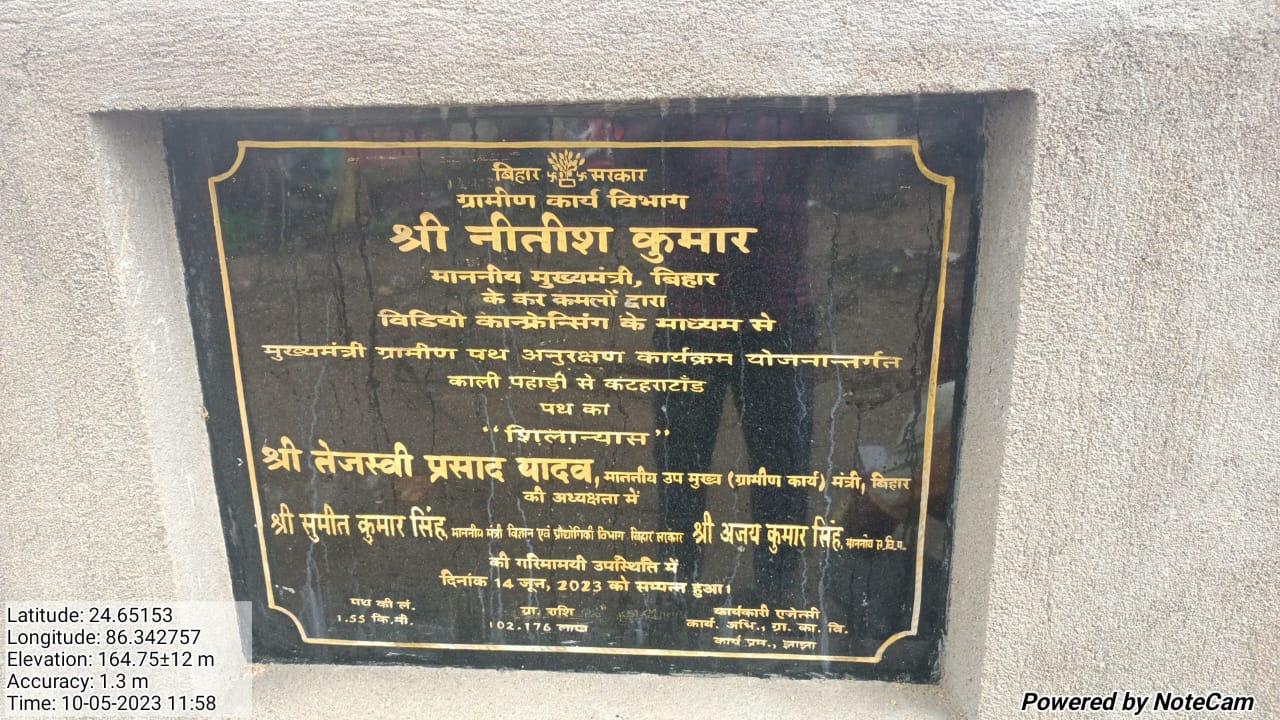 बिहार सरकार
ग्रामीण कार्य विभाग
श्री नीतीश कुमार
माननीय मुख्यमंत्री, बिहार
के कर कमलों द्वारा
विडियो कान्फ्रेन्सिंग के माध्यम से
मुख्यमंत्री ग्रामीण पथ अनुरक्षण कार्यक्रम योजनान्तर्गत
काली पहाड़ी से कटहराटाँड
पथ का
"शिलान्यास"
श्री तेजस्वी प्रसाद यादव, माननीय उप मुख्य (ग्रामीण कार्य) मंत्री, बिहार
की अध्यक्षता में
श्री सुमीत कुमार सिंह, माननीय मंत्री विज्ञान एवं प्रौद्योगिकी विभाग बिहार सरकार श्री अजय कुमार सिंह, माननीय स.वि.प.
की गरिमामयी उपस्थिति में
दिनांक 14 जून, 2023 को सम्पन्न हुआ।
पथ की लं.
1.55 कि.मी.
प्रा. राशि
102.176 लाख
कार्यकारी एजेन्सी
कार्य. अभि., ग्रा. का. वि.
कार्य प्रम., झाझा
Latitude: 24.65153
Longitude: 86.342757
Elevation: 164.75±12 m
Accuracy: 1.3 m
Time: 10-05-2023 11:58
Powered by NoteCam